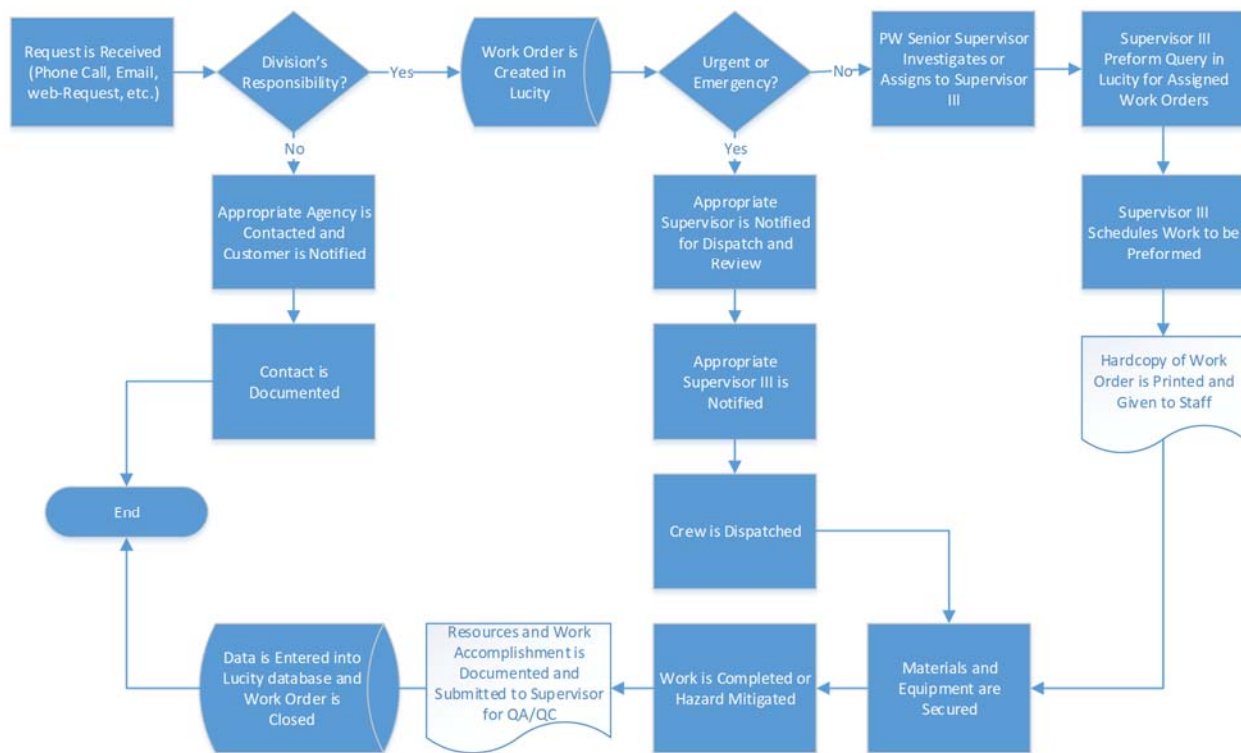 Request is Received
(Phone Call, Email,
web-Request, etc.)
Division's
Responsibility?
Yes
Work Order is
Created in
Lucity
Urgent or
Emergency?
No
PW Senior Supervisor
Investigates or
Assigns to Supervisor
III
Supervisor III
Preform Query in
Lucity for Assigned
Work Orders
No
Yes
Appropriate Agency is
Contacted and
Customer is Notified
Appropriate
Supervisor is Notified
for Dispatch and
Review
Supervisor III
Schedules Work to be
Preformed
Contact is
Documented
Appropriate
Supervisor III is
Notified
Hardcopy of Work
Order is Printed and
Given to Staff
End
Crew is Dispatched
Data is Entered into
Lucity database and
Work Order is
Closed
Resources and Work
Accomplishment is
Documented and
Submitted to Supervisor
for QA/QC
Work is Completed or
Hazard Mitigated
Materials and
Equipment are
Secured